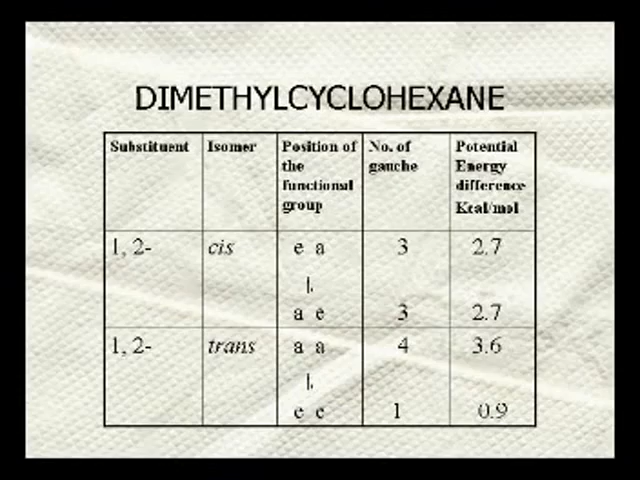 DIMETHYLCYCLOHEXANE
Substituent Isomer Position of the functional group No. of gauche Potential Energy difference Kcal/mol
1, 2- cis e a 3 2.7
a e 3 2.7
1, 2- trans a a 4 3.6
e e 1 0.9